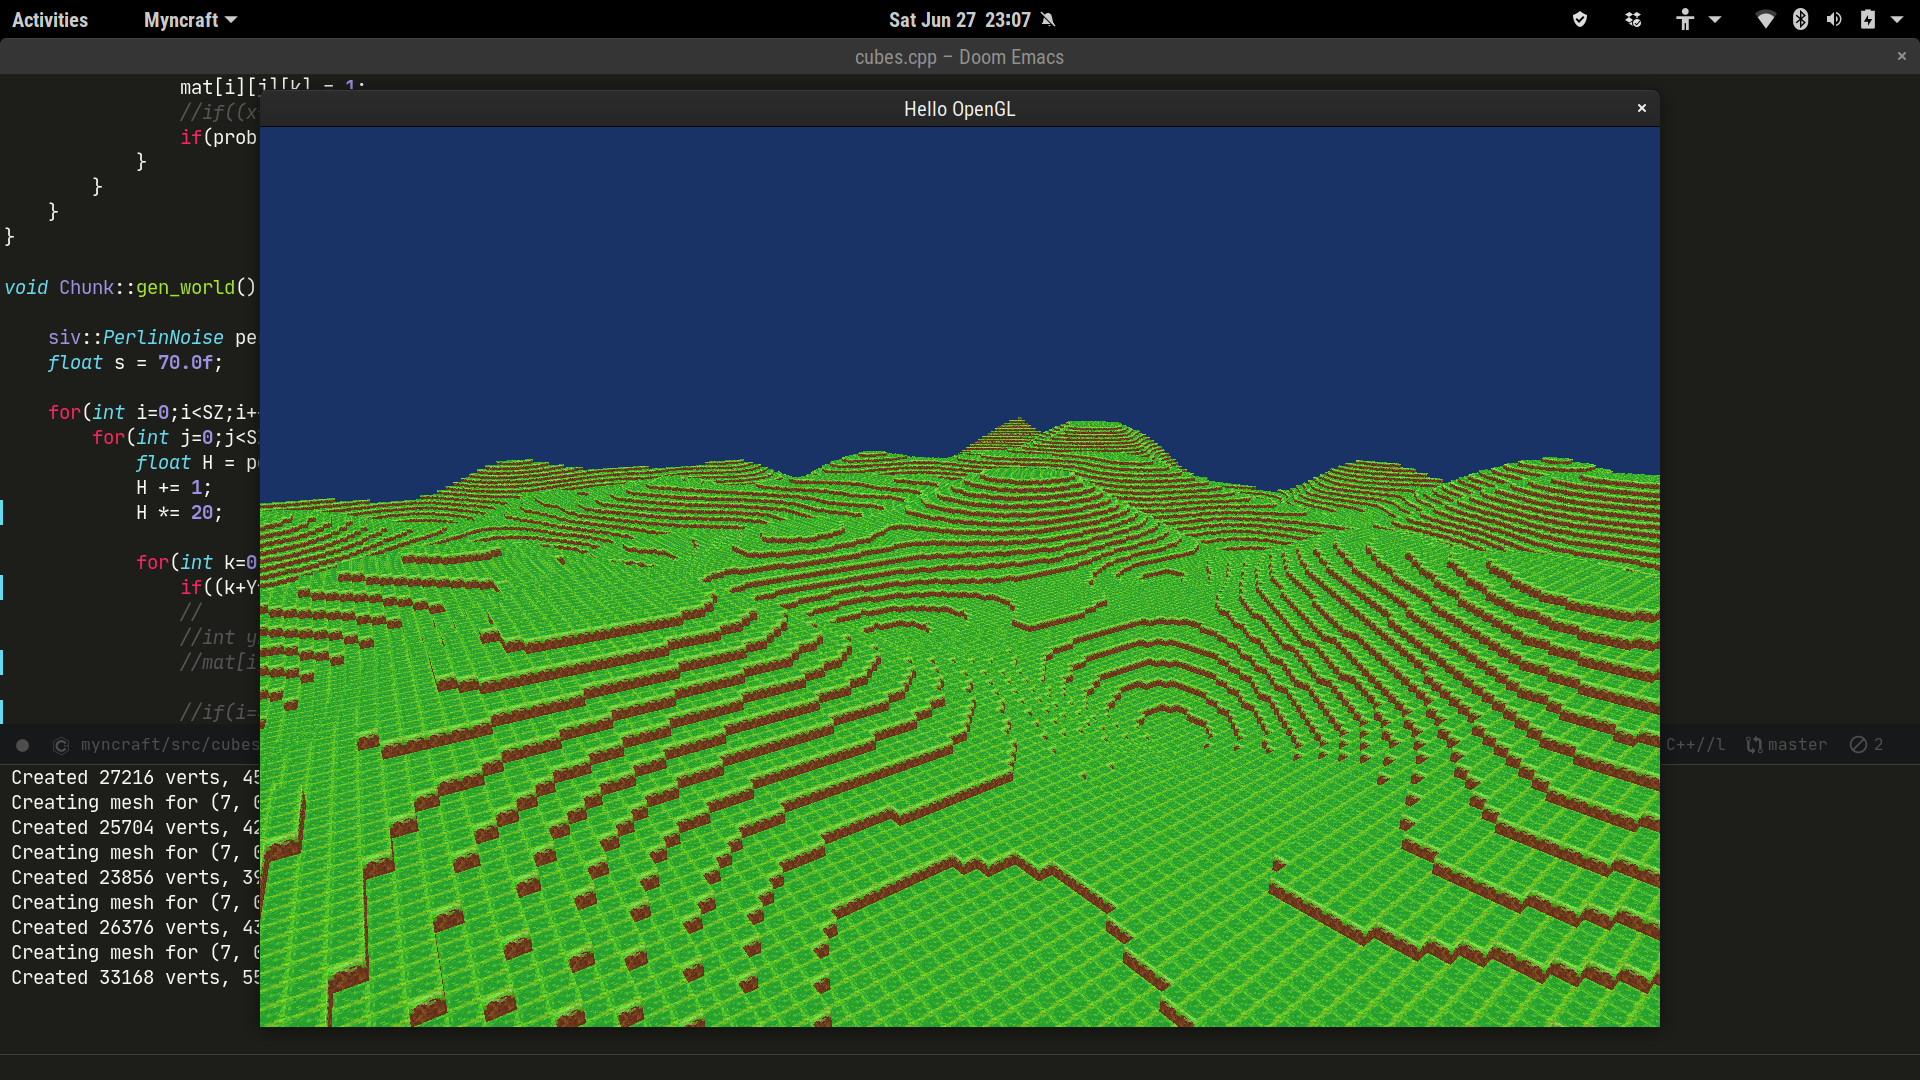 Activities Myncraft Sat Jun 27 23:07
cubes.cpp – Doom Emacs ×
mat[i][j][k] = 1;
//if((x
if(prob
}
}
}
}
void Chunk::gen_world()
siv::PerlinNoise pe
float s = 70.0f;
for(int i=0;i<SZ;i+
for(int j=0;j<S
float H = p
H += 1;
H *= 20;
for(int k=0
if((k+Y
//
//int y
//mat[i
//if(i=
myncraft/src/cubes C++//l master 2
Created 27216 verts, 45
Creating mesh for (7, 0
Created 25704 verts, 42
Creating mesh for (7, 0
Created 23856 verts, 39
Creating mesh for (7, 0
Created 26376 verts, 43
Creating mesh for (7, 0
Created 33168 verts, 55
Hello OpenGL ×